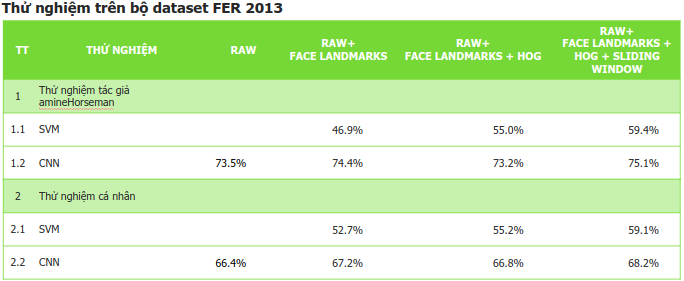 Thử nghiệm trên bộ dataset FER 2013
TT THỬ NGHIỆM RAW RAW+ FACE LANDMARKS RAW+ FACE LANDMARKS + HOG RAW+ FACE LANDMARKS + HOG + SLIDING WINDOW
1 Thử nghiệm tác giả
amineHorseman
1.1 SVM 46.9% 55.0% 59.4%
1.2 CNN 73.5% 74.4% 73.2% 75.1%
2 Thử nghiệm cá nhân
2.1 SVM 52.7% 55.2% 59.1%
2.2 CNN 66.4% 67.2% 66.8% 68.2%